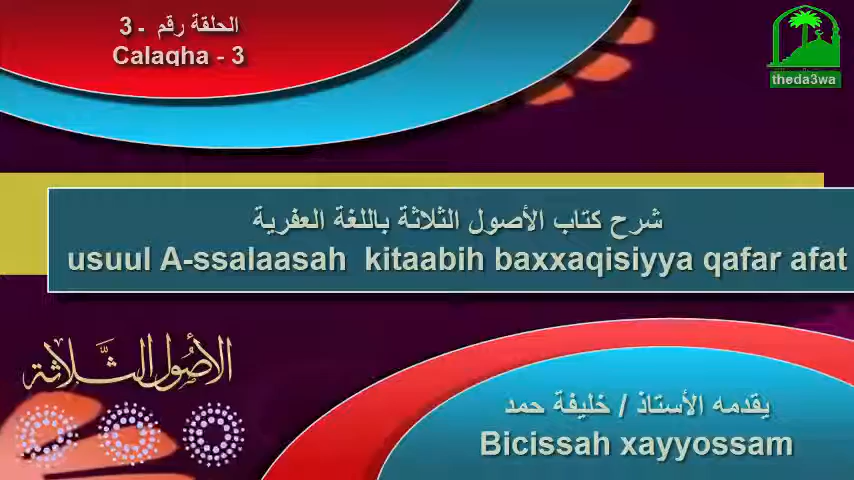 الحلقة رقم - 3
Calaqha - 3
theda3wa
شرح كتاب الأصول الثلاثة باللغة العفرية
usuul A-ssalaasah kitaabih baxxaqisiyya qafar afat
الأصول الثلاثة
يقدمه الأستاذ / خليفة حمد
Bicissah xayyossam